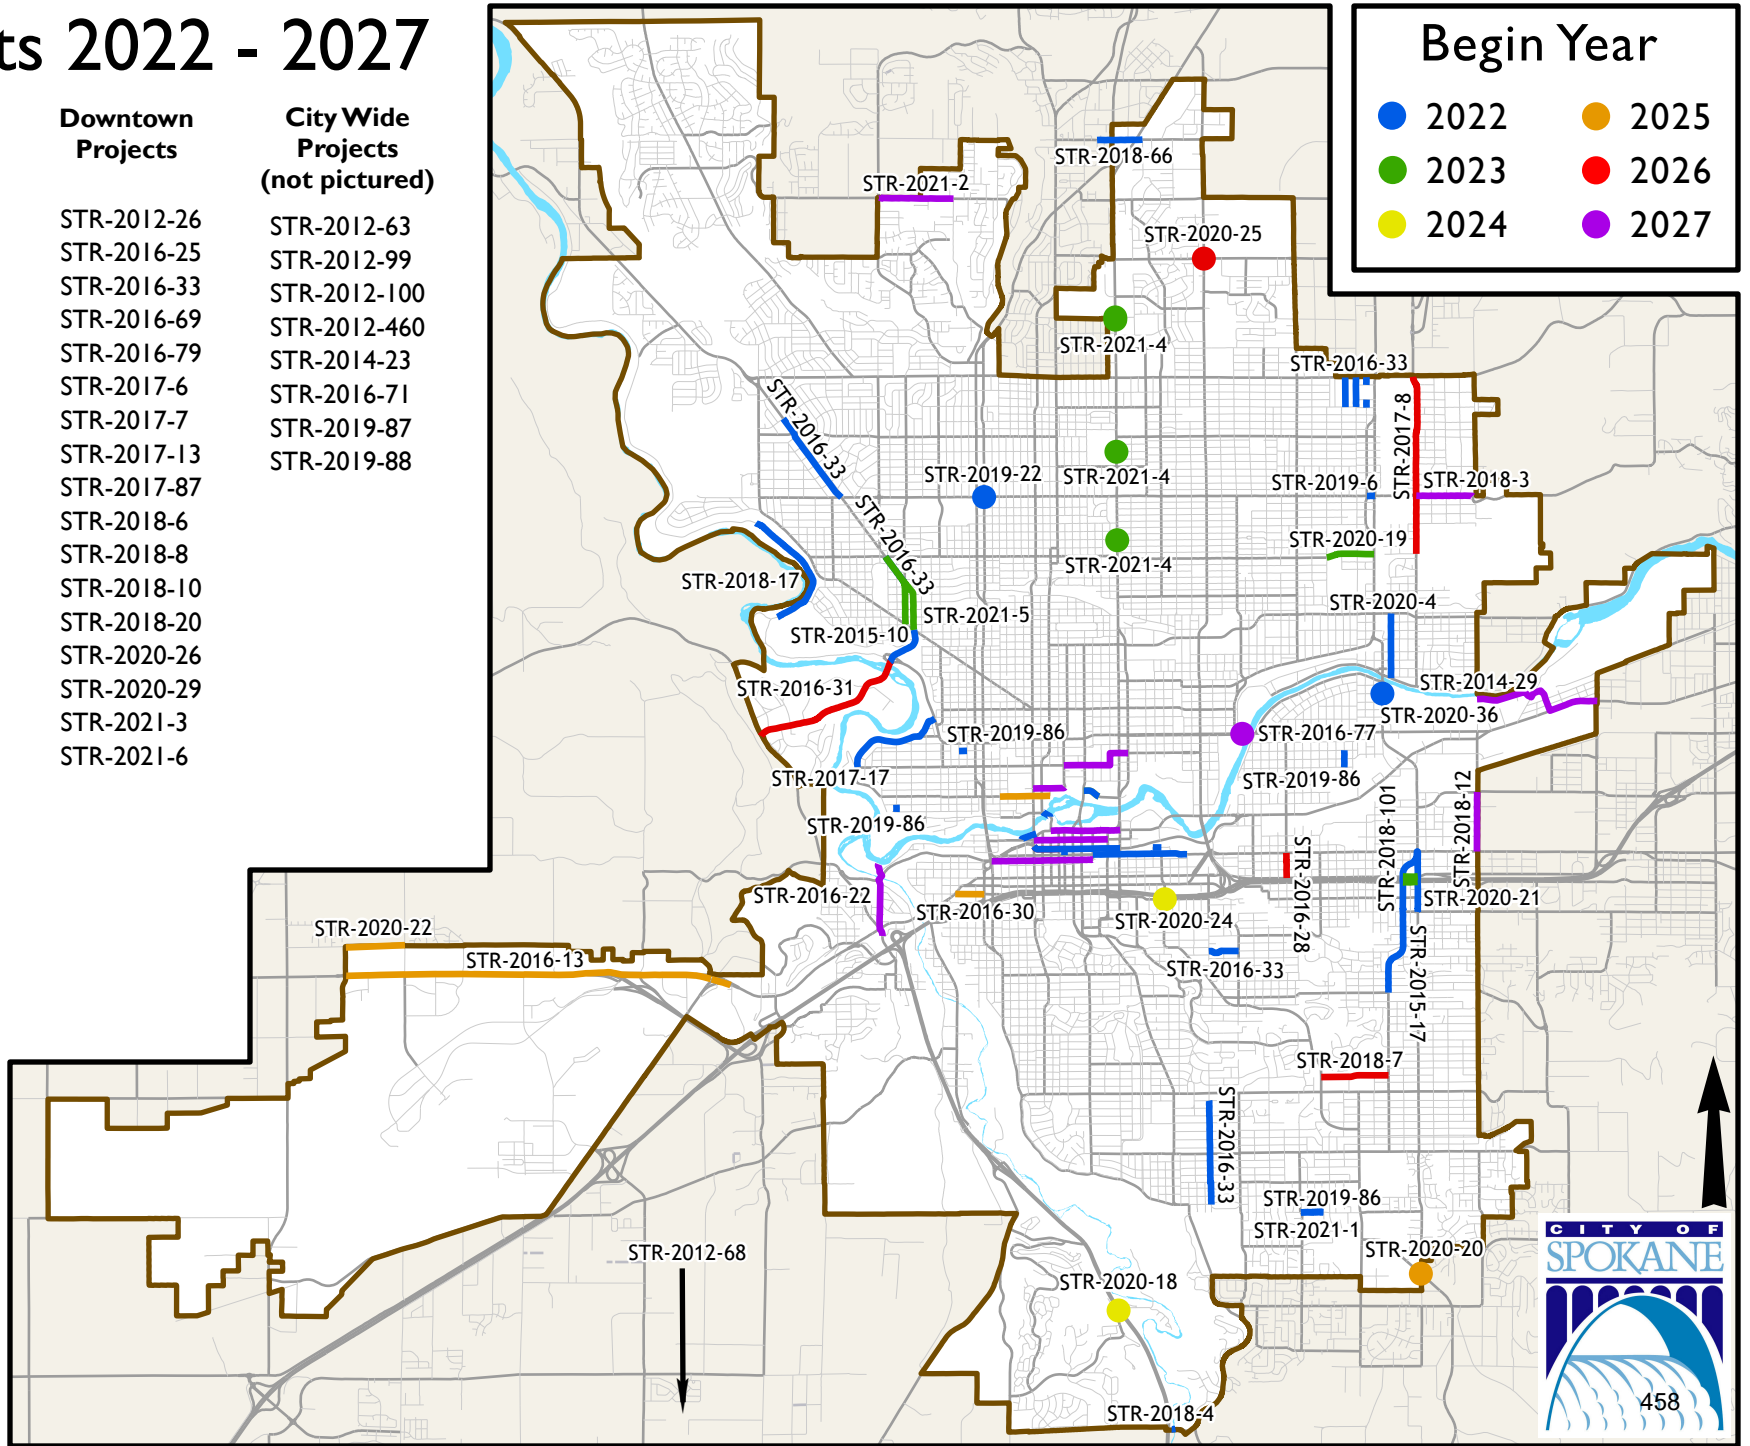 ts 2022 - 2027
Downtown
Projects
STR-2012-26
STR-2016-25
STR-2016-33
STR-2016-69
STR-2016-79
STR-2017-6
STR-2017-7
STR-2017-13
STR-2017-87
STR-2018-6
STR-2018-8
STR-2018-10
STR-2018-20
STR-2020-26
STR-2020-29
STR-2021-3
STR-2021-6
City Wide
Projects
(not pictured)
STR-2012-63
STR-2012-99
STR-2012-100
STR-2012-460
STR-2014-23
STR-2016-71
STR-2019-87
STR-2019-88
Begin Year
2022
2023
2024
2025
2026
2027
STR-2018-66
STR-2021-2
STR-2020-25
STR-2021-4
STR-2016-33
STR-2016-33
STR-2017-8
STR-2019-22
STR-2021-4
STR-2019-6
STR-2018-3
STR-2016-33
STR-2020-19
STR-2021-4
STR-2018-17
STR-2020-4
STR-2021-5
STR-2015-10
STR-2016-31
STR-2014-29
STR-2020-36
STR-2019-86
STR-2016-77
STR-2017-17
STR-2019-86
STR-2018-12
STR-2018-101
STR-2019-86
STR-2016-28
STR-2016-22
STR-2016-30
STR-2020-24
STR-2020-21
STR-2020-22
STR-2016-13
STR-2016-33
STR-2015-17
STR-2018-7
STR-2016-33
STR-2019-86
STR-2021-1
STR-2020-20
STR-2012-68
STR-2020-18
STR-2018-4
CITY OF
SPOKANE
458